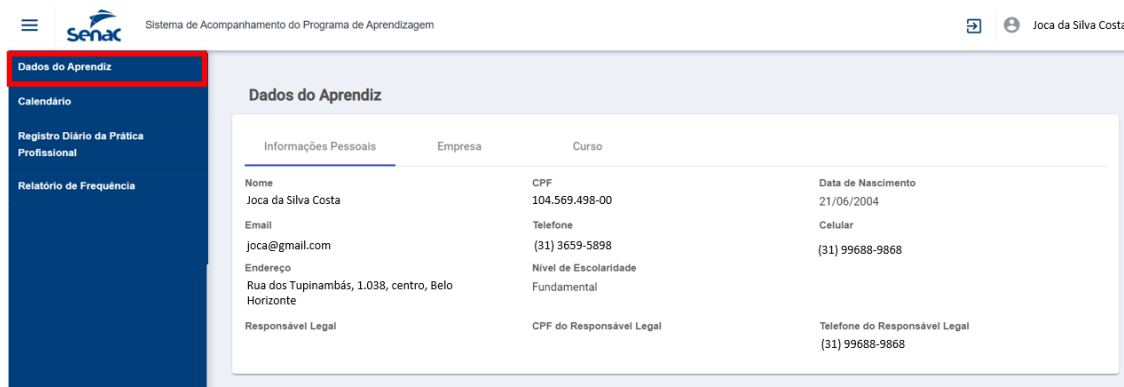 Senac
Sistema de Acompanhamento do Programa de Aprendizagem
Joca da Silva Costa
Dados do Aprendiz
Calendário
Registro Diário da Prática
Profissional
Relatório de Frequência
Dados do Aprendiz
Informações Pessoais Empresa Curso
Nome CPF Data de Nascimento
Joca da Silva Costa 104.569.498-00 21/06/2004
Email Telefone Celular
joca@gmail.com (31) 3659-5898 (31) 99688-9868
Endereço Nível de Escolaridade
Rua dos Tupinambás, 1.038, centro, Belo Fundamental
Horizonte
Responsável Legal CPF do Responsável Legal Telefone do Responsável Legal
(31) 99688-9868